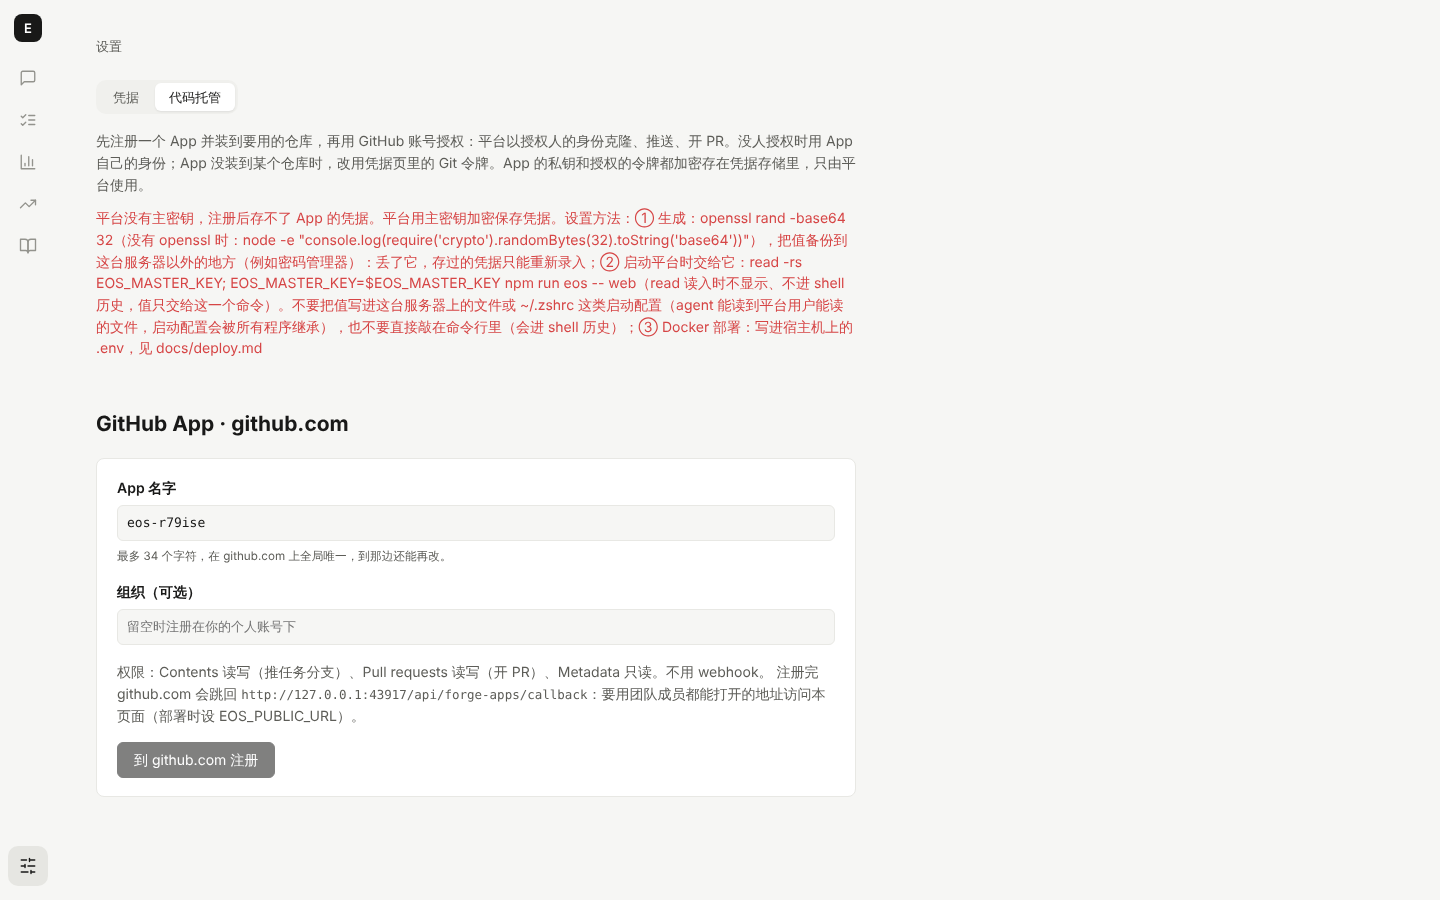 E
设置
凭据
代码托管
先注册一个 App 并装到要用的仓库，再用 GitHub 账号授权：平台以授权人的身份克隆、推送、开 PR。没人授权时用 App
自己的身份；App 没装到某个仓库时，改用凭据页里的 Git 令牌。App 的私钥和授权的令牌都加密存在凭据存储里，只由平
台使用。
平台没有主密钥，注册后存不了 App 的凭据。平台用主密钥加密保存凭据。设置方法：① 生成：openssl rand -base64
32（没有 openssl 时：node -e "console.log(require('crypto').randomBytes(32).toString('base64'))"），把值备份到
这台服务器以外的地方（例如密码管理器）：丢了它，存过的凭据只能重新录入；② 启动平台时交给它：read -rs
EOS_MASTER_KEY; EOS_MASTER_KEY=$EOS_MASTER_KEY npm run eos -- web（read 读入时不显示、不进 shell
历史，值只交给这一个命令）。不要把值写进这台服务器上的文件或 ~/.zshrc 这类启动配置（agent 能读到平台用户能读
的文件，启动配置会被所有程序继承），也不要直接敲在命令行里（会进 shell 历史）；③ Docker 部署：写进宿主机上的
.env，见 docs/deploy.md
GitHub App · github.com
App 名字
eos-r79ise
最多 34 个字符，在 github.com 上全局唯一，到那边还能再改。
组织（可选）
留空时注册在你的个人账号下
权限：Contents 读写（推任务分支）、Pull requests 读写（开 PR）、Metadata 只读。不用 webhook。 注册完
github.com 会跳回 http://127.0.0.1:43917/api/forge-apps/callback：要用团队成员都能打开的地址访问本
页面（部署时设 EOS_PUBLIC_URL）。
到 github.com 注册